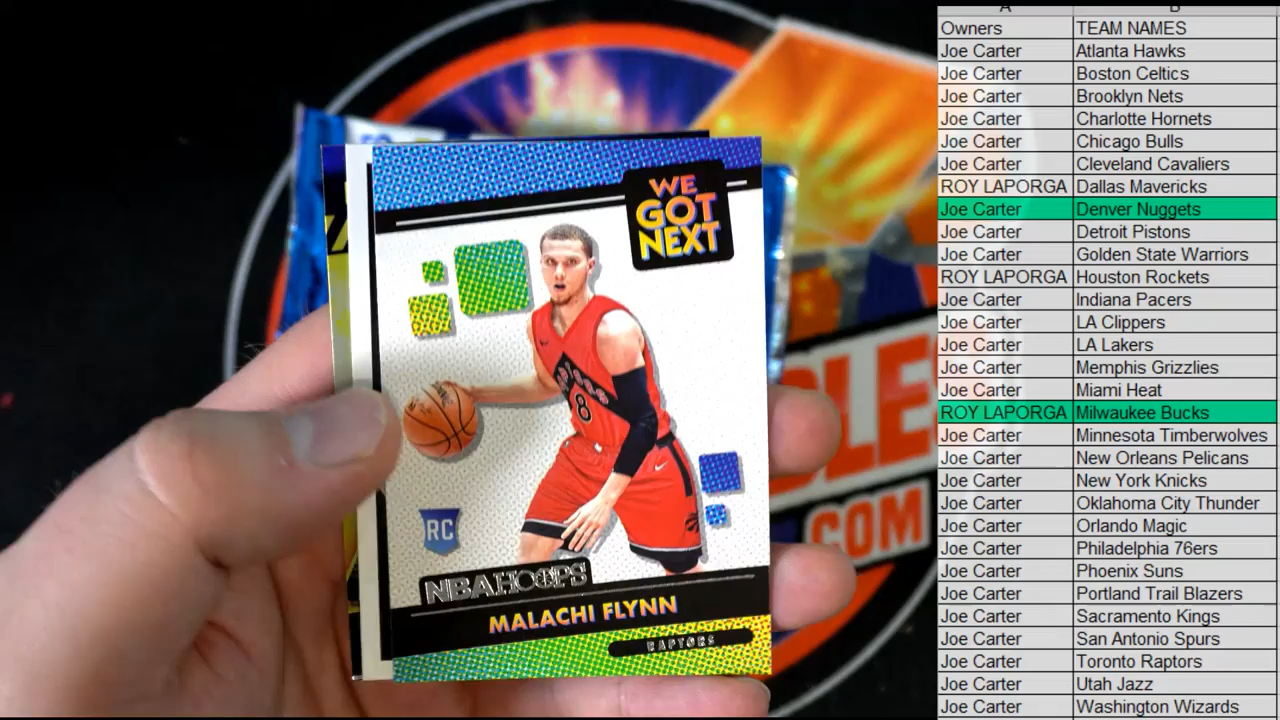 WE
GOT
NEXT
8
RC
NBA HOOPS
MALACHI FLYNN
RAPTORS
COM
A B
Owners TEAM NAMES
Joe Carter Atlanta Hawks
Joe Carter Boston Celtics
Joe Carter Brooklyn Nets
Joe Carter Charlotte Hornets
Joe Carter Chicago Bulls
Joe Carter Cleveland Cavaliers
ROY LAPORGA Dallas Mavericks
Joe Carter Denver Nuggets
Joe Carter Detroit Pistons
Joe Carter Golden State Warriors
ROY LAPORGA Houston Rockets
Joe Carter Indiana Pacers
Joe Carter LA Clippers
Joe Carter LA Lakers
Joe Carter Memphis Grizzlies
Joe Carter Miami Heat
ROY LAPORGA Milwaukee Bucks
Joe Carter Minnesota Timberwolves
Joe Carter New Orleans Pelicans
Joe Carter New York Knicks
Joe Carter Oklahoma City Thunder
Joe Carter Orlando Magic
Joe Carter Philadelphia 76ers
Joe Carter Phoenix Suns
Joe Carter Portland Trail Blazers
Joe Carter Sacramento Kings
Joe Carter San Antonio Spurs
Joe Carter Toronto Raptors
Joe Carter Utah Jazz
Joe Carter Washington Wizards